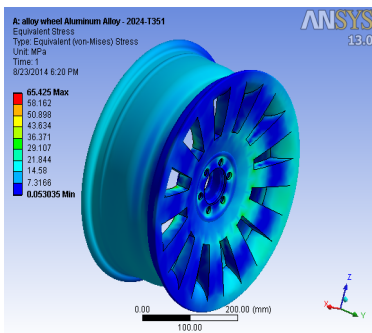 A: alloy wheel Aluminum Alloy - 2024-T351
Equivalent Stress
Type: Equivalent (von-Mises) Stress
Unit: MPa
Time: 1
8/23/2014 6:20 PM
ANSYS
13.0
65.425 Max
58.162
50.898
43.634
36.371
29.107
21.844
14.58
7.3166
0.053035 Min
0.00
200.00 (mm)
100.00
Z
X
Y